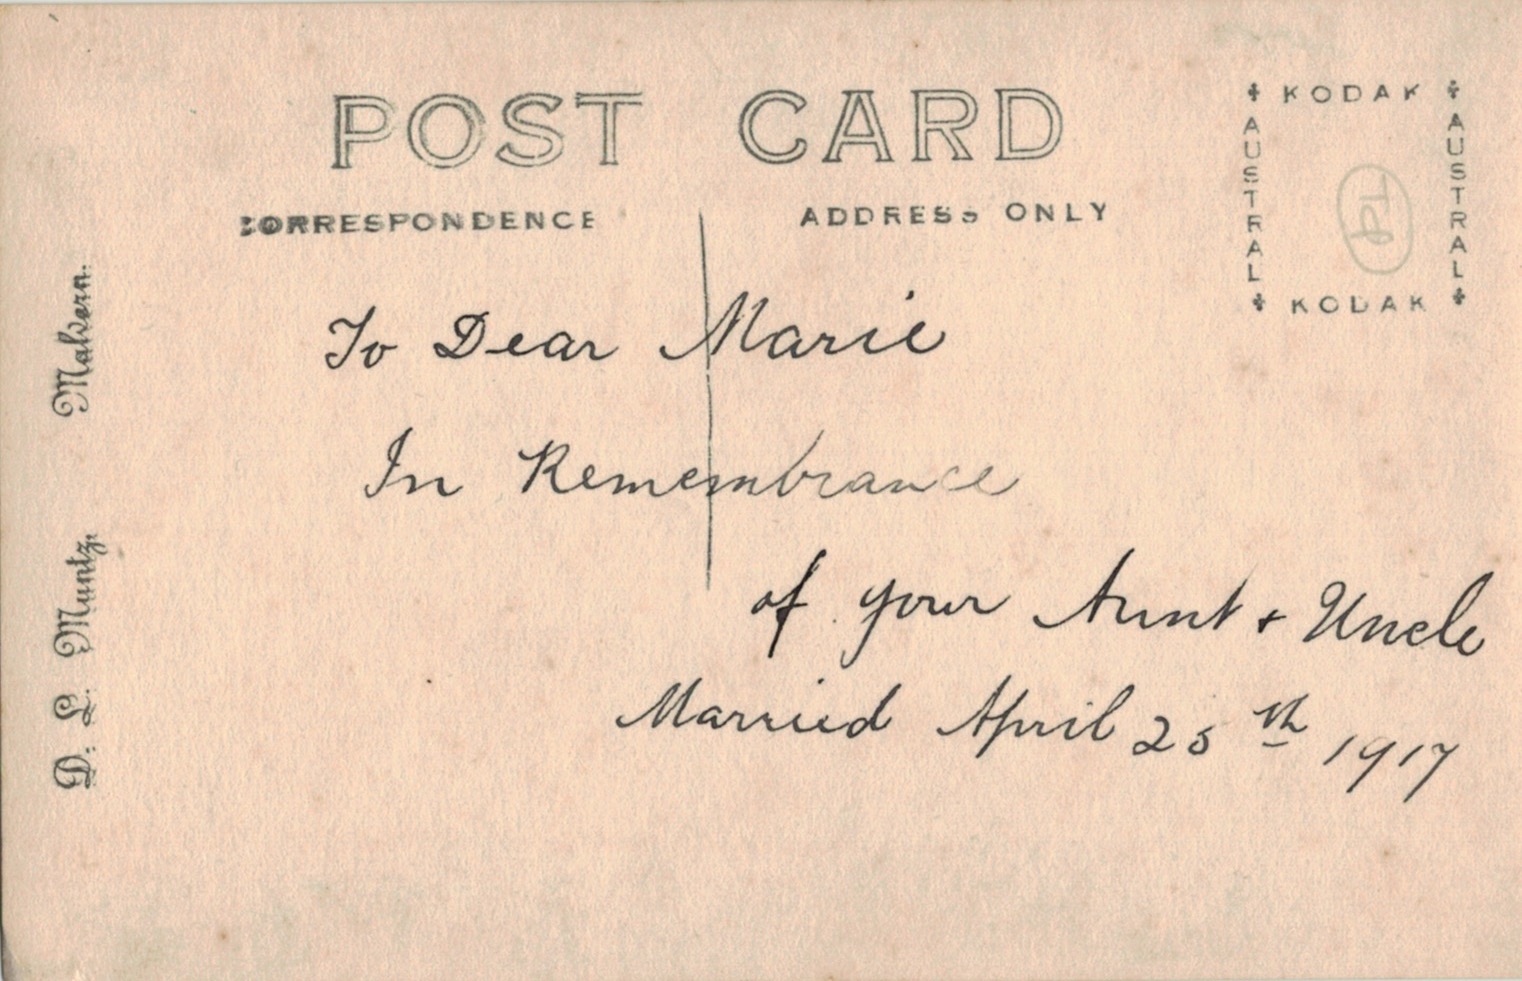 POST CARD
CORRESPONDENCE
ADDRESS ONLY
KODAK
AUSTRAL
AUSTRAL
KODAK
To Dear Marie
In Remembrance
of your Aunt + Uncle
Married April 25th 1917
D. L. Muntz, Malvern.